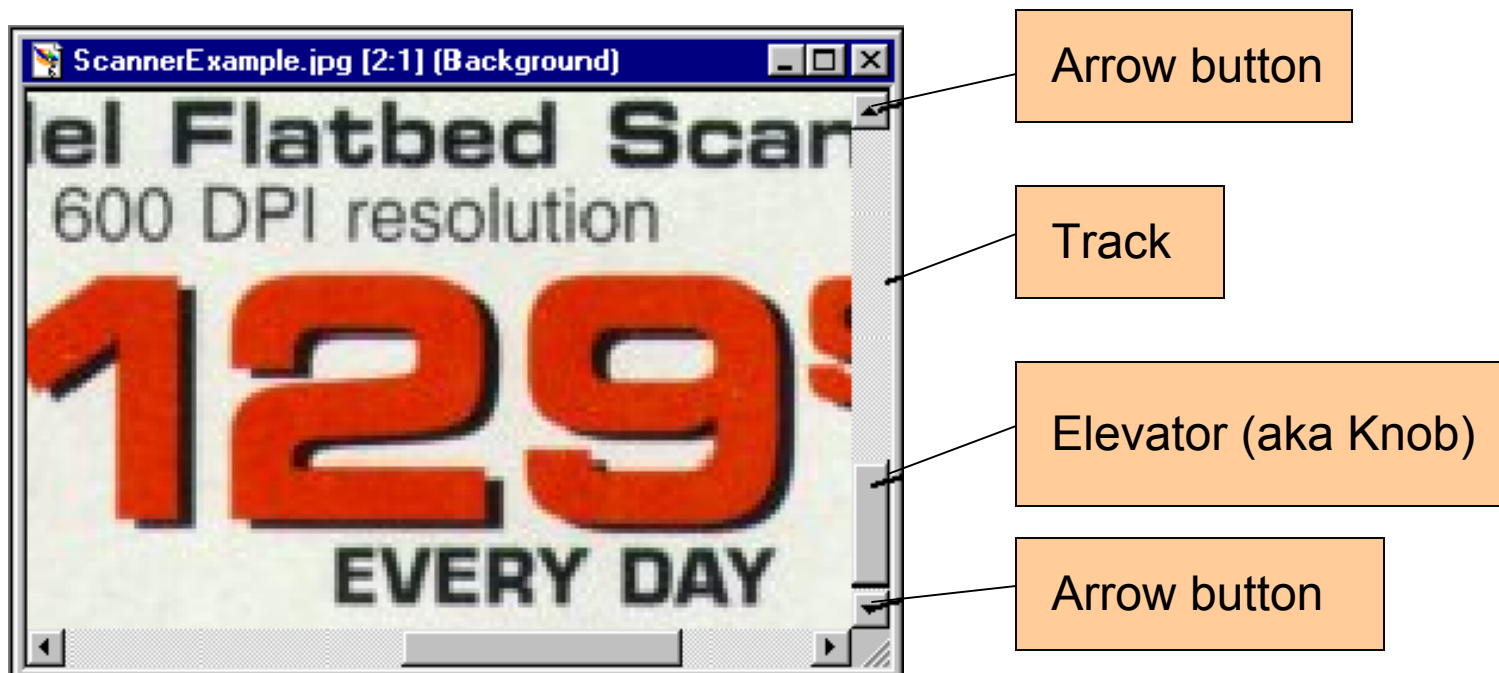 ScannerExample.jpg [2:1] (Background)
del Flatbed Scan
600 DPI resolution
129
EVERY DAY
Arrow button
Track
Elevator (aka Knob)
Arrow button